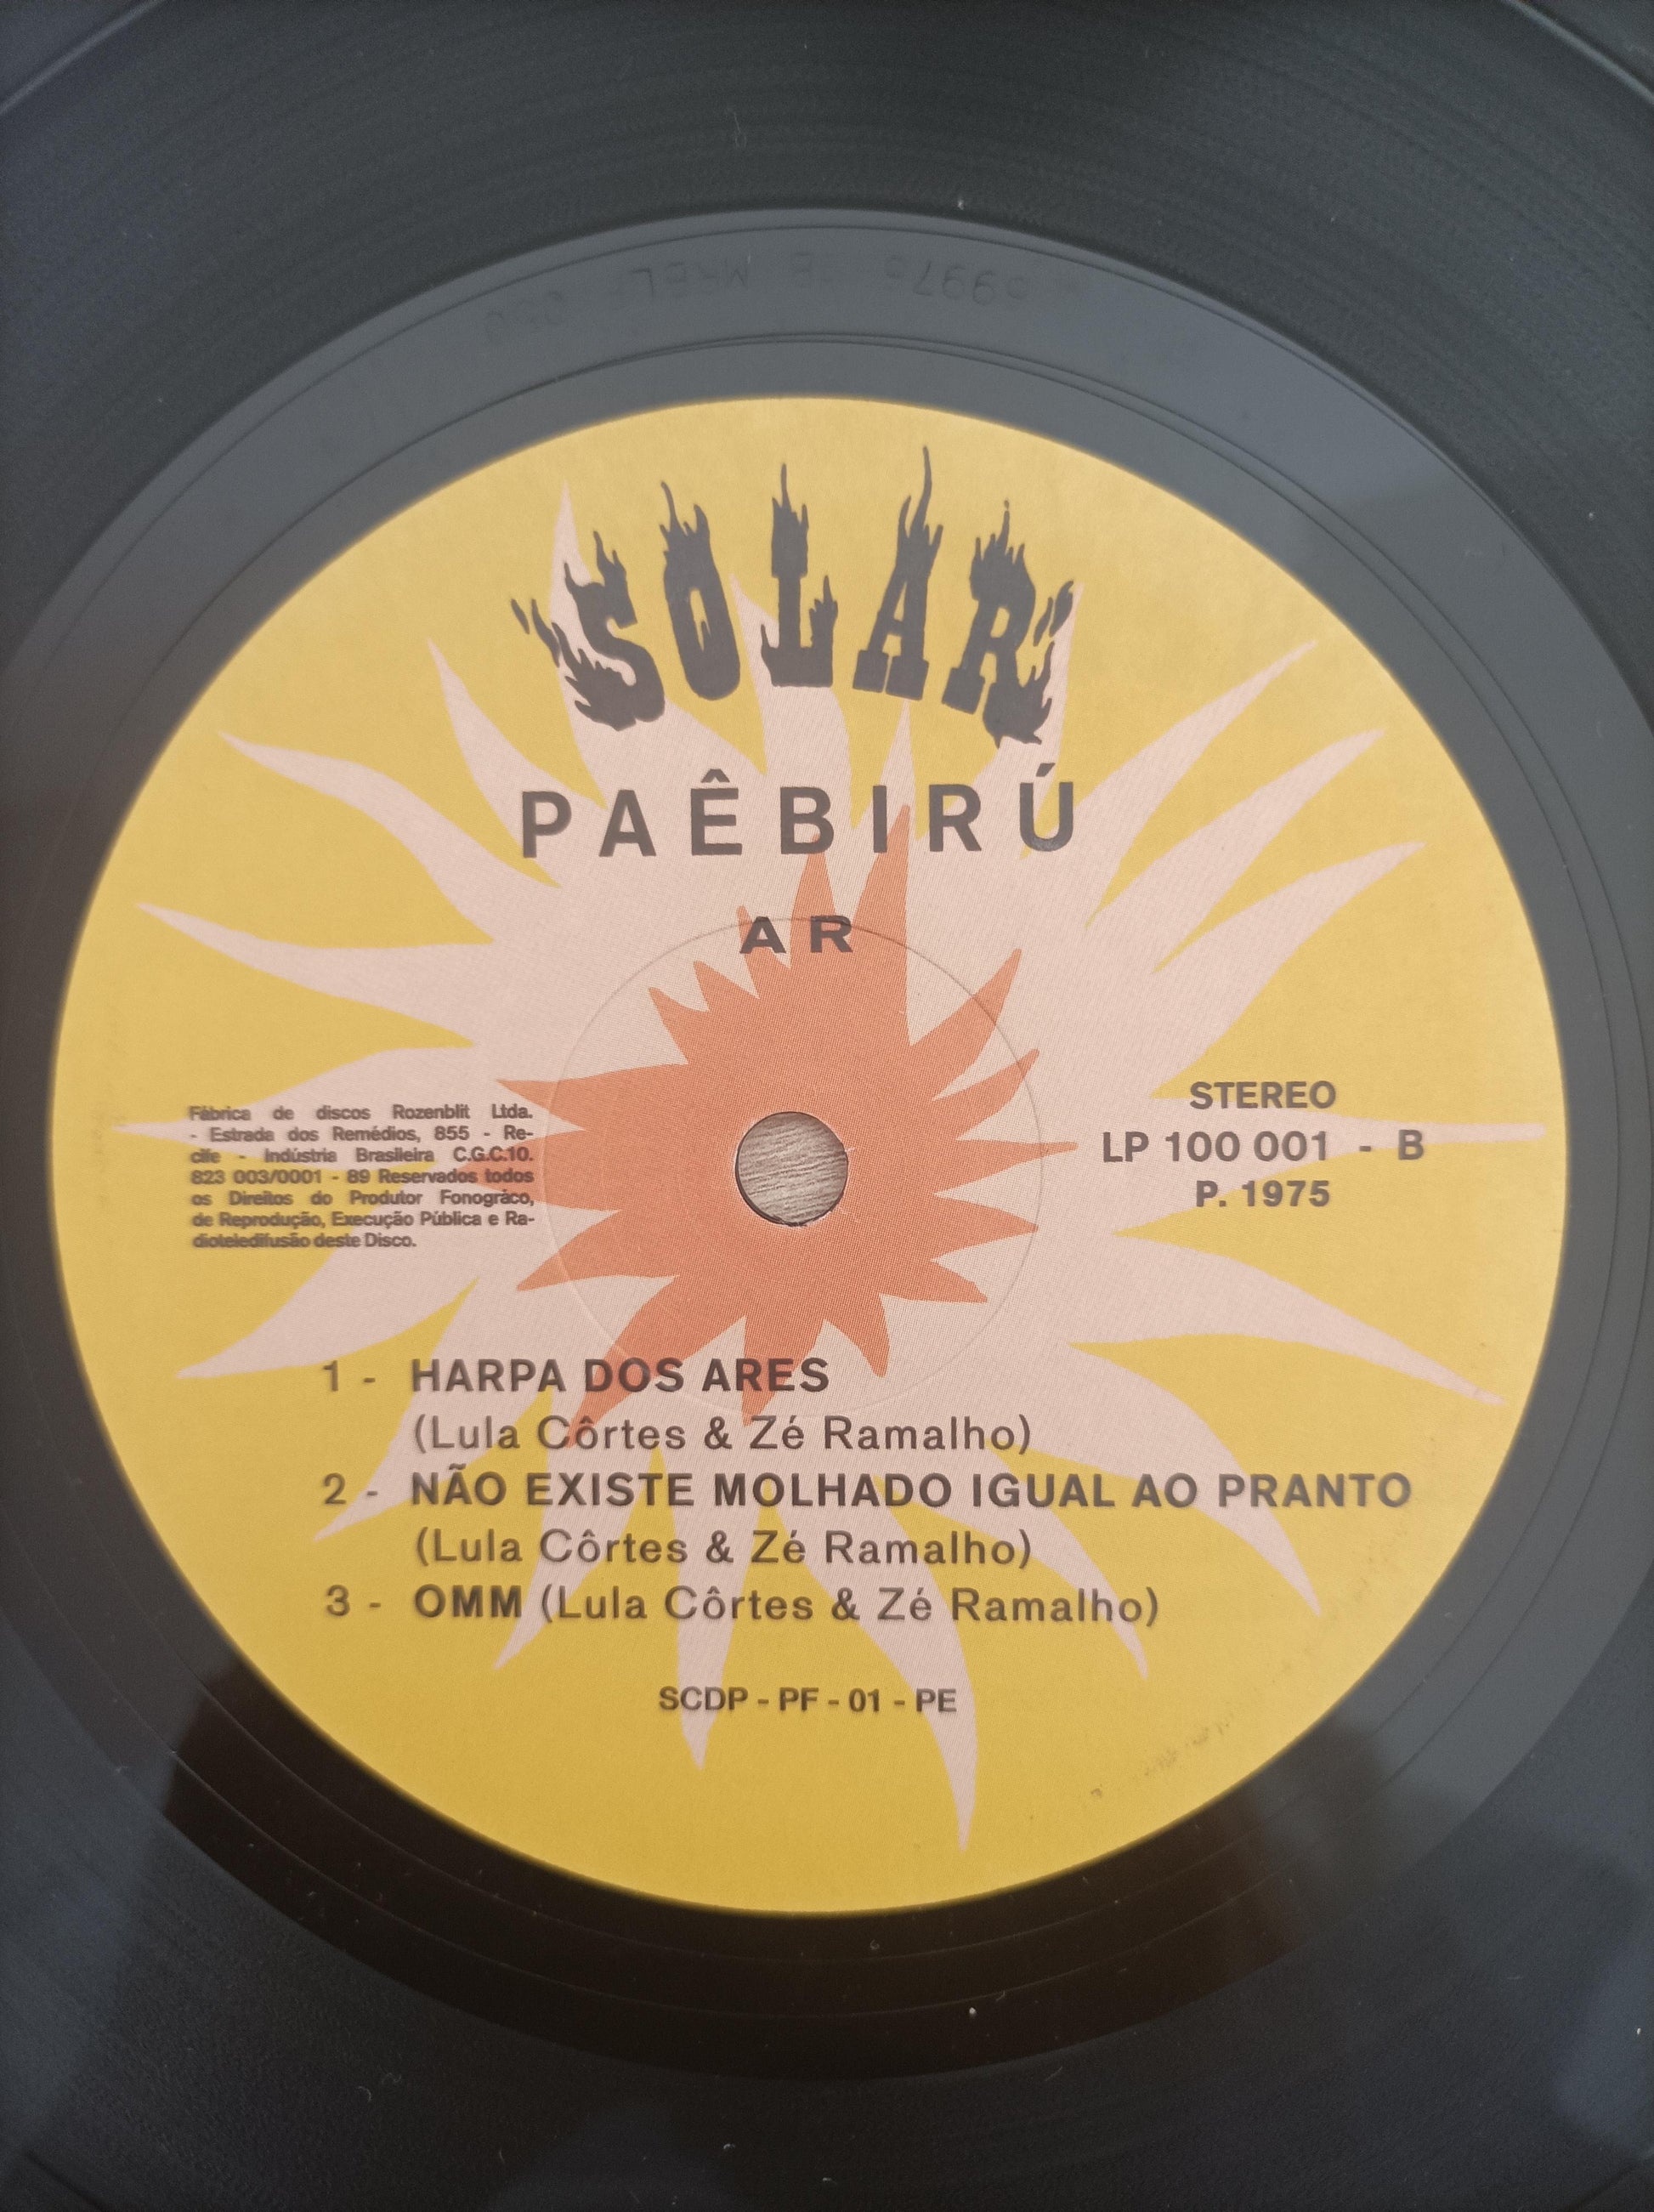 SOLAR
PAÊBIRÚ
AR
Fábrica de discos Rozenblit Ltda.
- Estrada dos Remédios, 855 - Re-
cife - Indústria Brasileira C.G.C.10.
823 003/0001 - 89 Reservados todos
os Direitos do Produtor Fonográco,
de Reprodução, Execução Pública e Ra-
dioteledifusão deste Disco.
STEREO
LP 100 001 - B
P. 1975
1 - HARPA DOS ARES
(Lula Côrtes & Zé Ramalho)
2 - NÃO EXISTE MOLHADO IGUAL AO PRANTO
(Lula Côrtes & Zé Ramalho)
3 - OMM (Lula Côrtes & Zé Ramalho)
SCDP - PF - 01 - PE